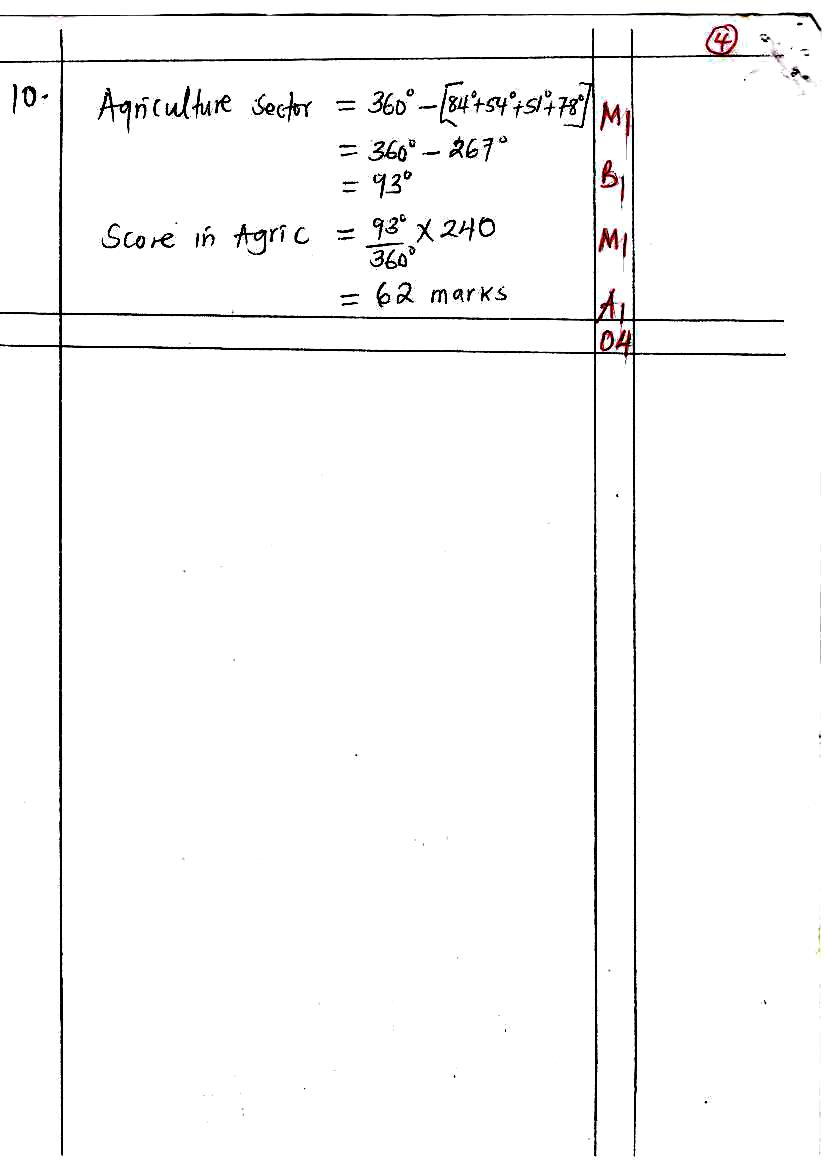 ④
10. Agriculture Sector = 360° - [84°+54°+51°+78°] M1
= 360° - 267°
= 93° B1
Score in Agric = 93°/360° × 240 M1
= 62 marks A1
04